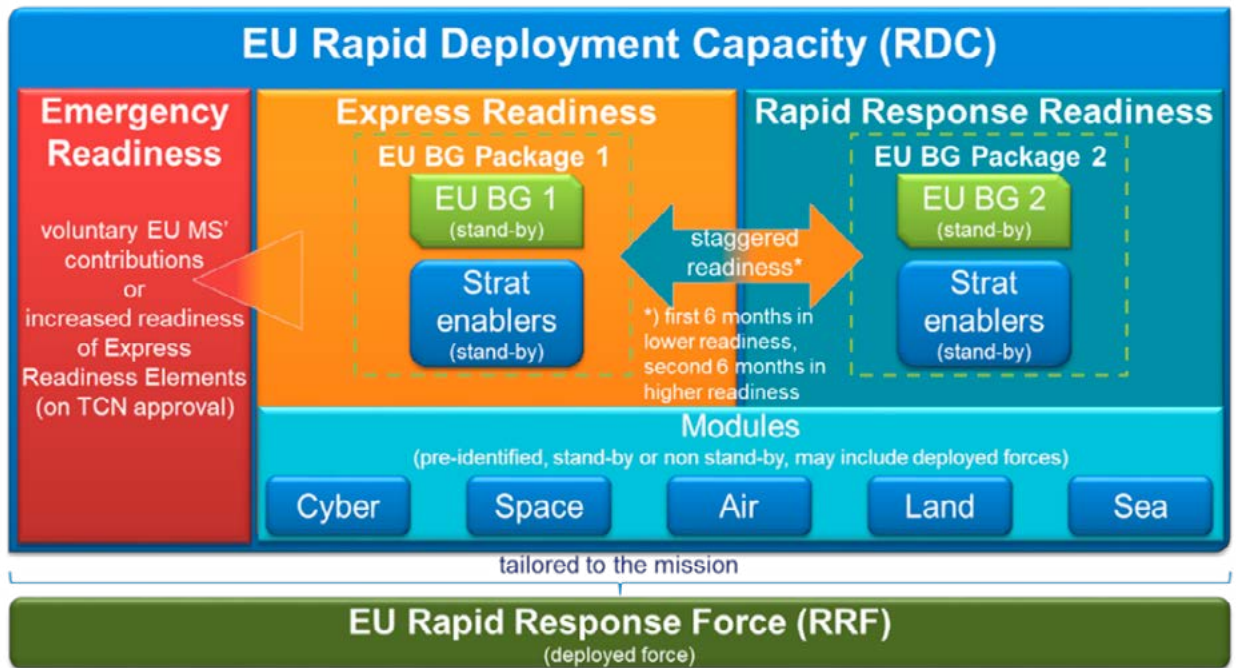 EU Rapid Deployment Capacity (RDC)
Emergency
Readiness
voluntary EU MS'
contributions
or
increased readiness
of Express
Readiness Elements
(on TCN approval)
Express Readiness
EU BG Package 1
EU BG 1
(stand-by)
Strat
enablers
(stand-by)
staggered
readiness*
*) first 6 months in
lower readiness,
second 6 months in
higher readiness
Rapid Response Readiness
EU BG Package 2
EU BG 2
(stand-by)
Strat
enablers
(stand-by)
Modules
(pre-identified, stand-by or non stand-by, may include deployed forces)
Cyber
Space
Air
Land
Sea
tailored to the mission
EU Rapid Response Force (RRF)
(deployed force)